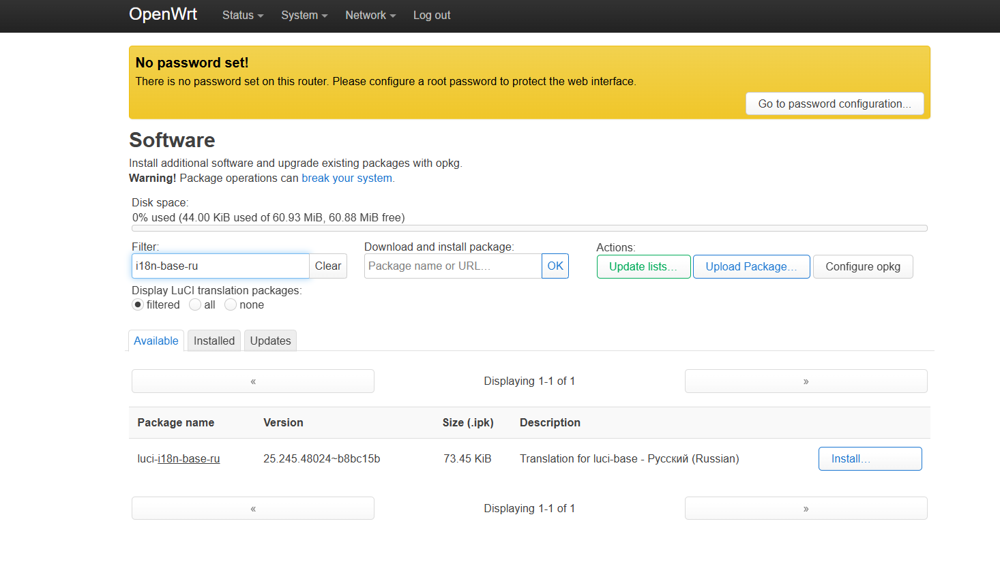 OpenWrt Status System Network Log out
No password set!
There is no password set on this router. Please configure a root password to protect the web interface.
Go to password configuration...
Software
Install additional software and upgrade existing packages with opkg.
Warning! Package operations can break your system.
Disk space:
0% used (44.00 KiB used of 60.93 MiB, 60.88 MiB free)
Filter: Download and install package: Actions:
i18n-base-ru Clear Package name or URL… OK Update lists… Upload Package… Configure opkg
Display LuCI translation packages:
filtered all none
Available Installed Updates
« Displaying 1-1 of 1 »
Package name Version Size (.ipk) Description
luci-i18n-base-ru 25.245.48024~b8bc15b 73.45 KiB Translation for luci-base - Русский (Russian) Install…
« Displaying 1-1 of 1 »